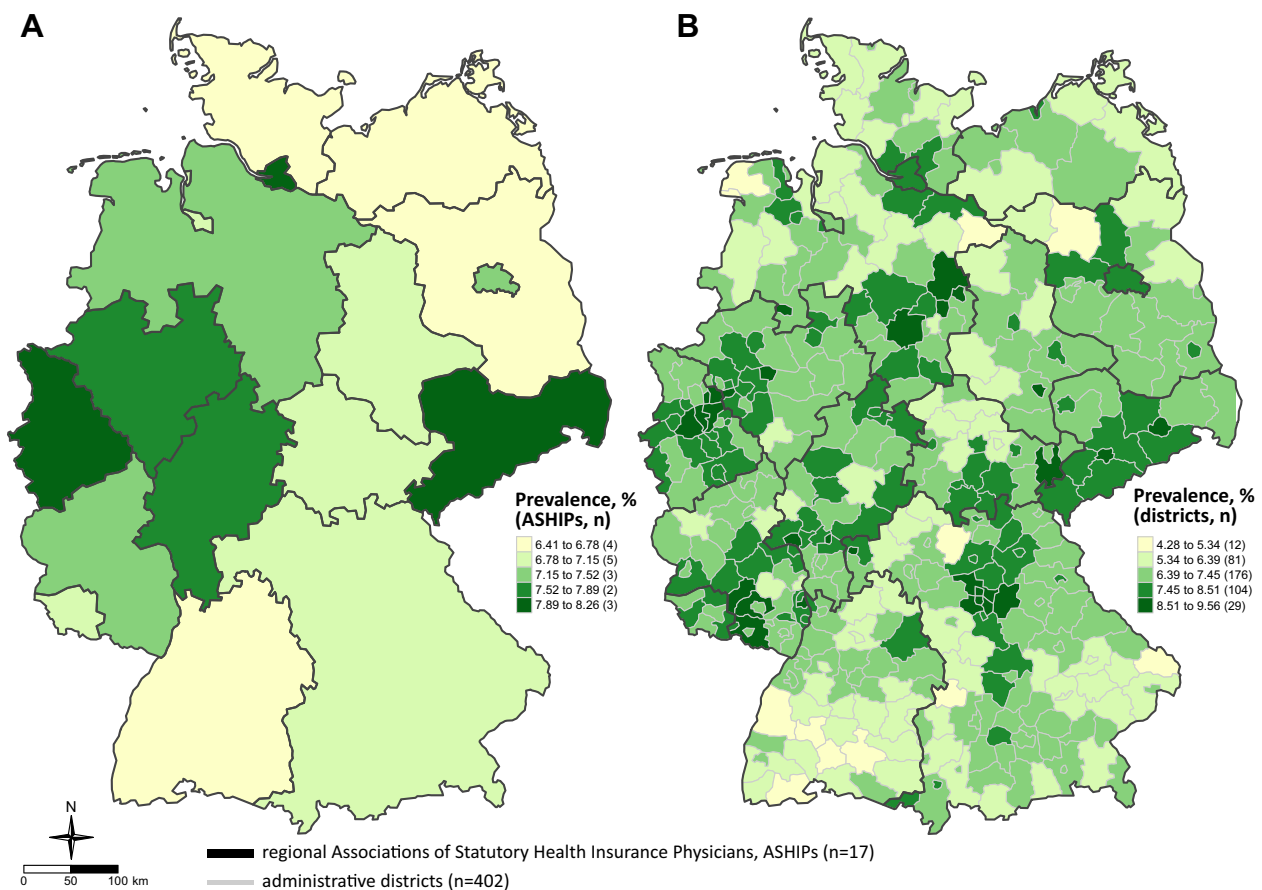 A
B
Prevalence, %
(ASHIPs, n)
6.41 to 6.78 (4)
6.78 to 7.15 (5)
7.15 to 7.52 (3)
7.52 to 7.89 (2)
7.89 to 8.26 (3)
Prevalence, %
(districts, n)
4.28 to 5.34 (12)
5.34 to 6.39 (81)
6.39 to 7.45 (176)
7.45 to 8.51 (104)
8.51 to 9.56 (29)
N
0 50 100 km
regional Associations of Statutory Health Insurance Physicians, ASHIPs (n=17)
administrative districts (n=402)